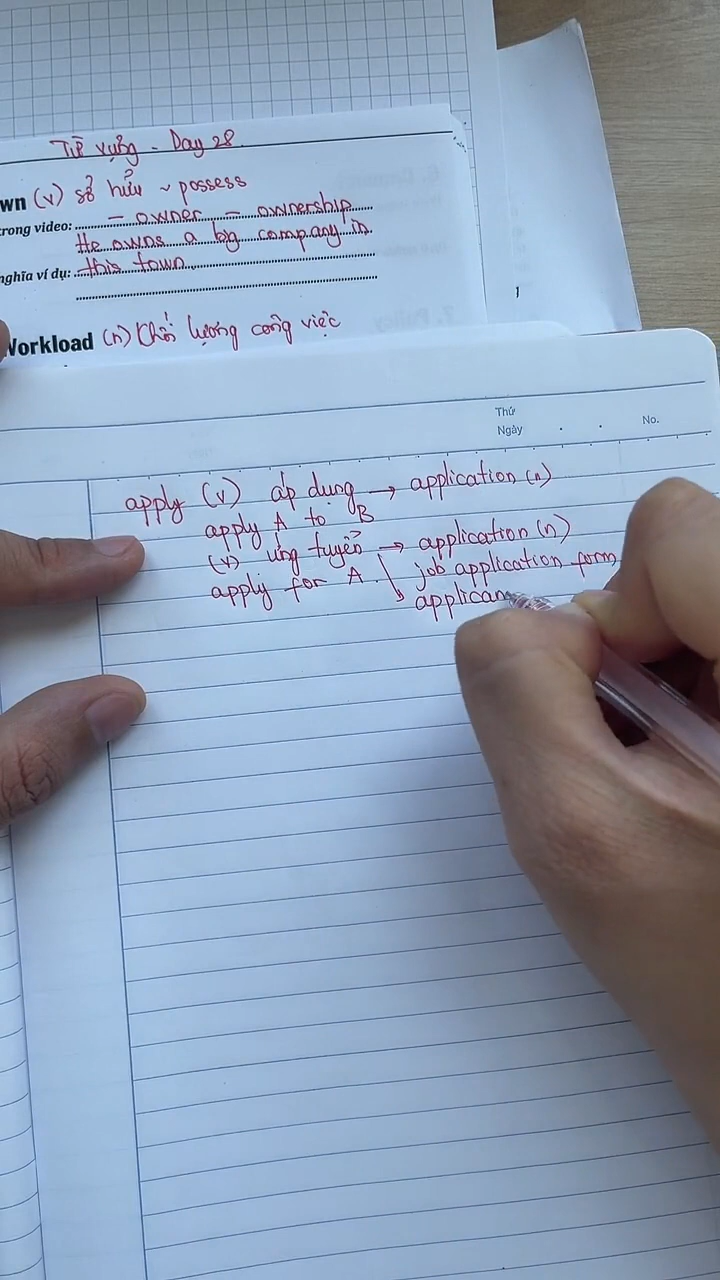 Từ vựng - Day 28
wn (v) sở hữu ~ possess
trong video: - owner - ownership
He owns a big company in
nghĩa ví dụ: this town
Workload (n) khối lượng công việc
Thứ
Ngày . . No.
apply (v) áp dụng → application (n)
apply A to B
(v) ứng tuyển → application (n)
apply for A job application form
applican